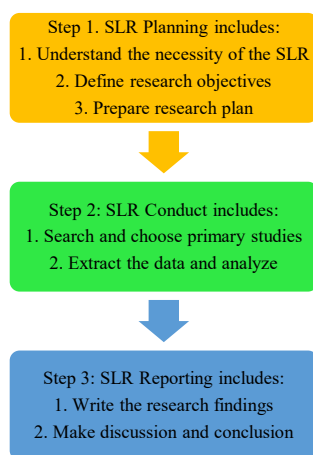 Step 1. SLR Planning includes:
1. Understand the necessity of the SLR
2. Define research objectives
3. Prepare research plan
Step 2: SLR Conduct includes:
1. Search and choose primary studies
2. Extract the data and analyze
Step 3: SLR Reporting includes:
1. Write the research findings
2. Make discussion and conclusion